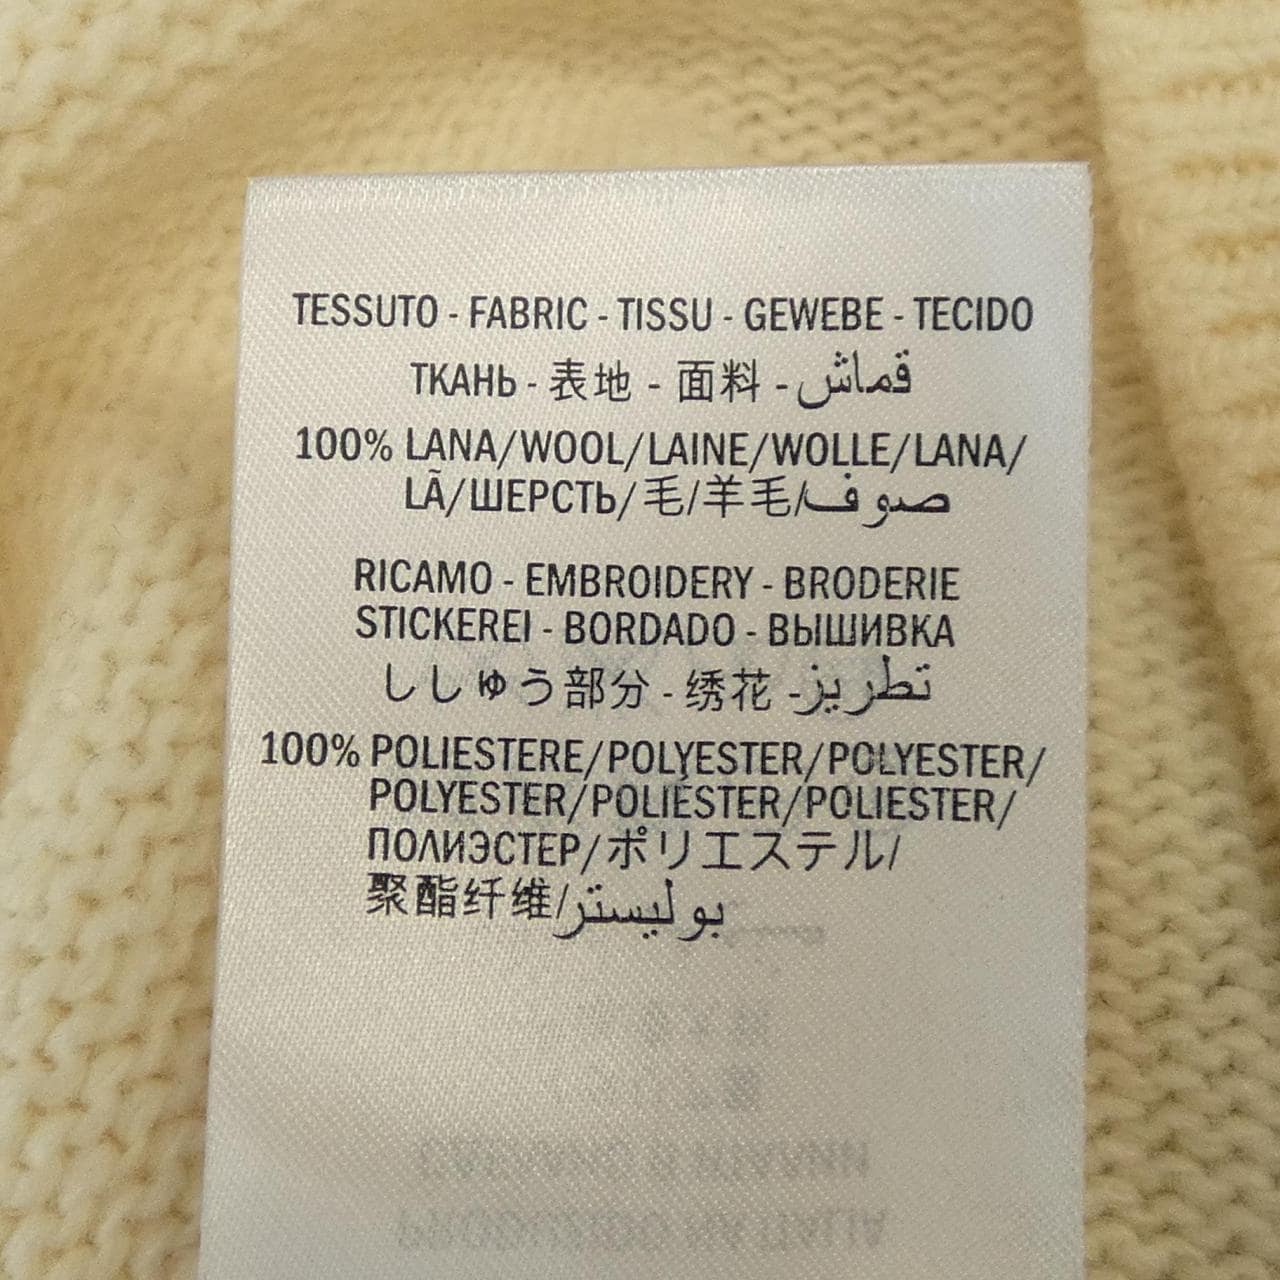 TESSUTO - FABRIC - TISSU - GEWEBE - TECIDO
ТКАНЬ - 表地 - 面料 - قماش
100% LANA/WOOL/LAINE/WOLLE/LANA/
LÃ/ШЕРСТЬ/毛/羊毛/صوف
RICAMO - EMBROIDERY - BRODERIE
STICKEREI - BORDADO - ВЫШИВКА
ししゅう部分 - 绣花 - تطريز
100% POLIESTERE/POLYESTER/POLYESTER/
POLYESTER/POLIÉSTER/POLIESTER/
ПОЛИЭСТЕР/ポリエステル/
聚酯纤维/بوليستر